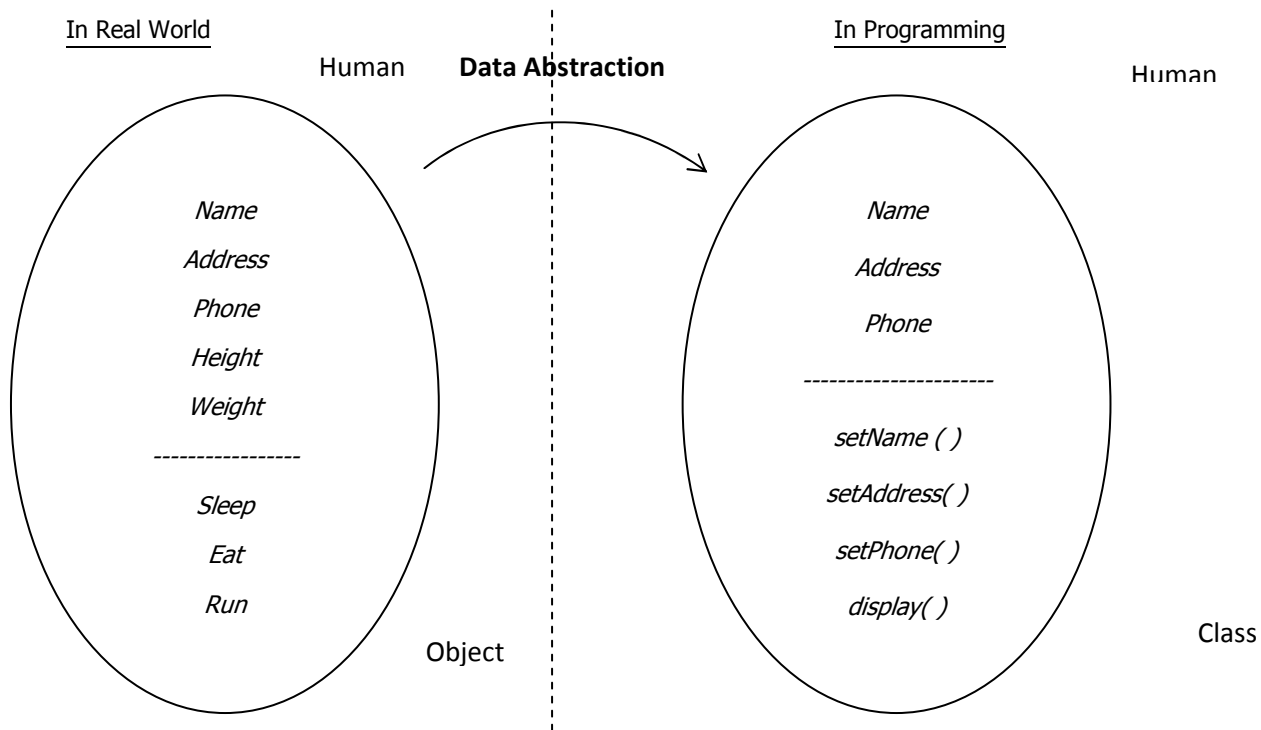 In Real World
In Programming
Human
Data Abstraction
Human
Name
Address
Phone
Height
Weight
------------------
Sleep
Eat
Run
Object
Name
Address
Phone
-----------------------
setName ( )
setAddress( )
setPhone( )
display( )
Class